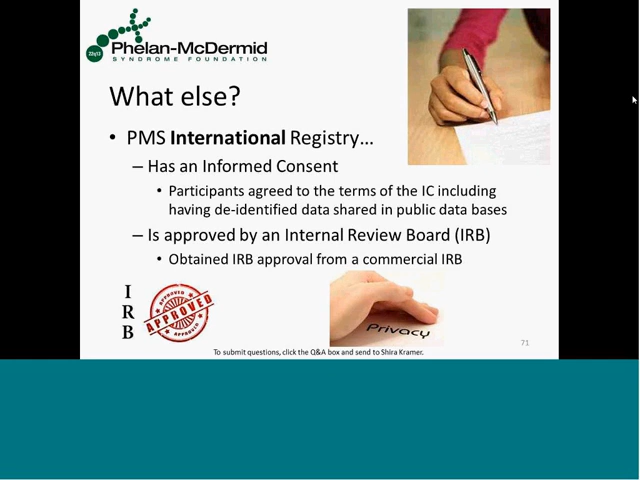 22q13
Phelan-McDermid
SYNDROME FOUNDATION
What else?
• PMS International Registry…
– Has an Informed Consent
• Participants agreed to the terms of the IC including
having de-identified data shared in public data bases
– Is approved by an Internal Review Board (IRB)
• Obtained IRB approval from a commercial IRB
I
R
B
APPROVED
APPROVED
APPROVED
Privacy
71
To submit questions, click the Q&A box and send to Shira Kramer.